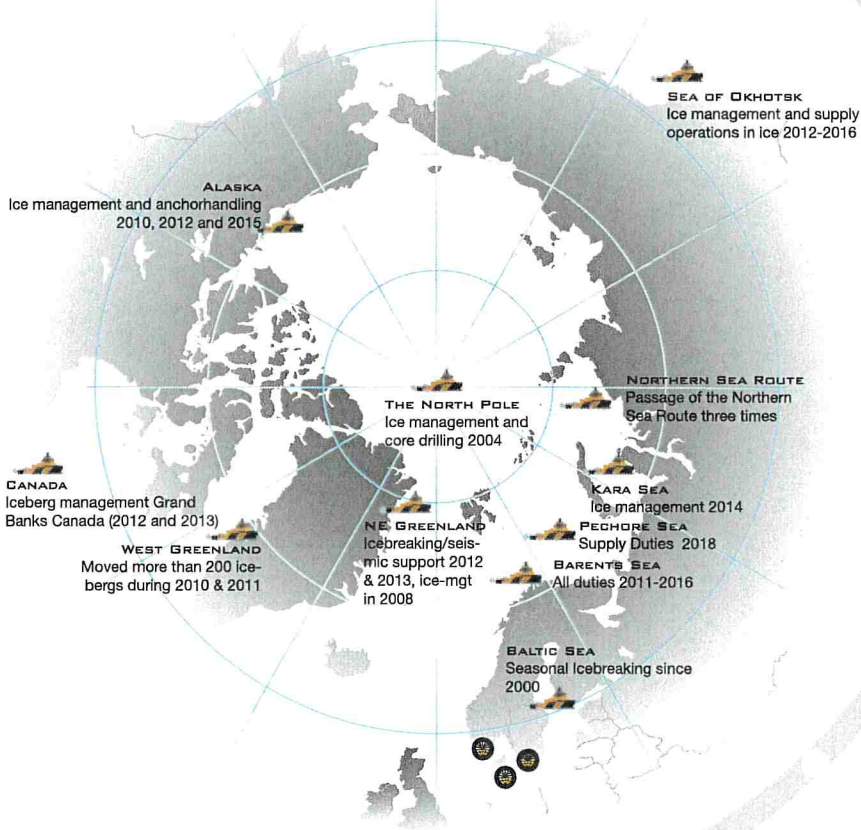 SEA OF OKHOTSK
Ice management and supply
operations in ice 2012-2016
ALASKA
Ice management and anchorhandling
2010, 2012 and 2015
NORTHERN SEA ROUTE
Passage of the Northern
Sea Route three times
THE NORTH POLE
Ice management and
core drilling 2004
CANADA
Iceberg management Grand
Banks Canada (2012 and 2013)
KARA SEA
Ice management 2014
WEST GREENLAND
Moved more than 200 ice-
bergs during 2010 & 2011
NE GREENLAND
Icebreaking/seis-
mic support 2012
& 2013, ice-mgt
in 2008
PECHORE SEA
Supply Duties 2018
BARENTS SEA
All duties 2011-2016
BALTIC SEA
Seasonal Icebreaking since
2000